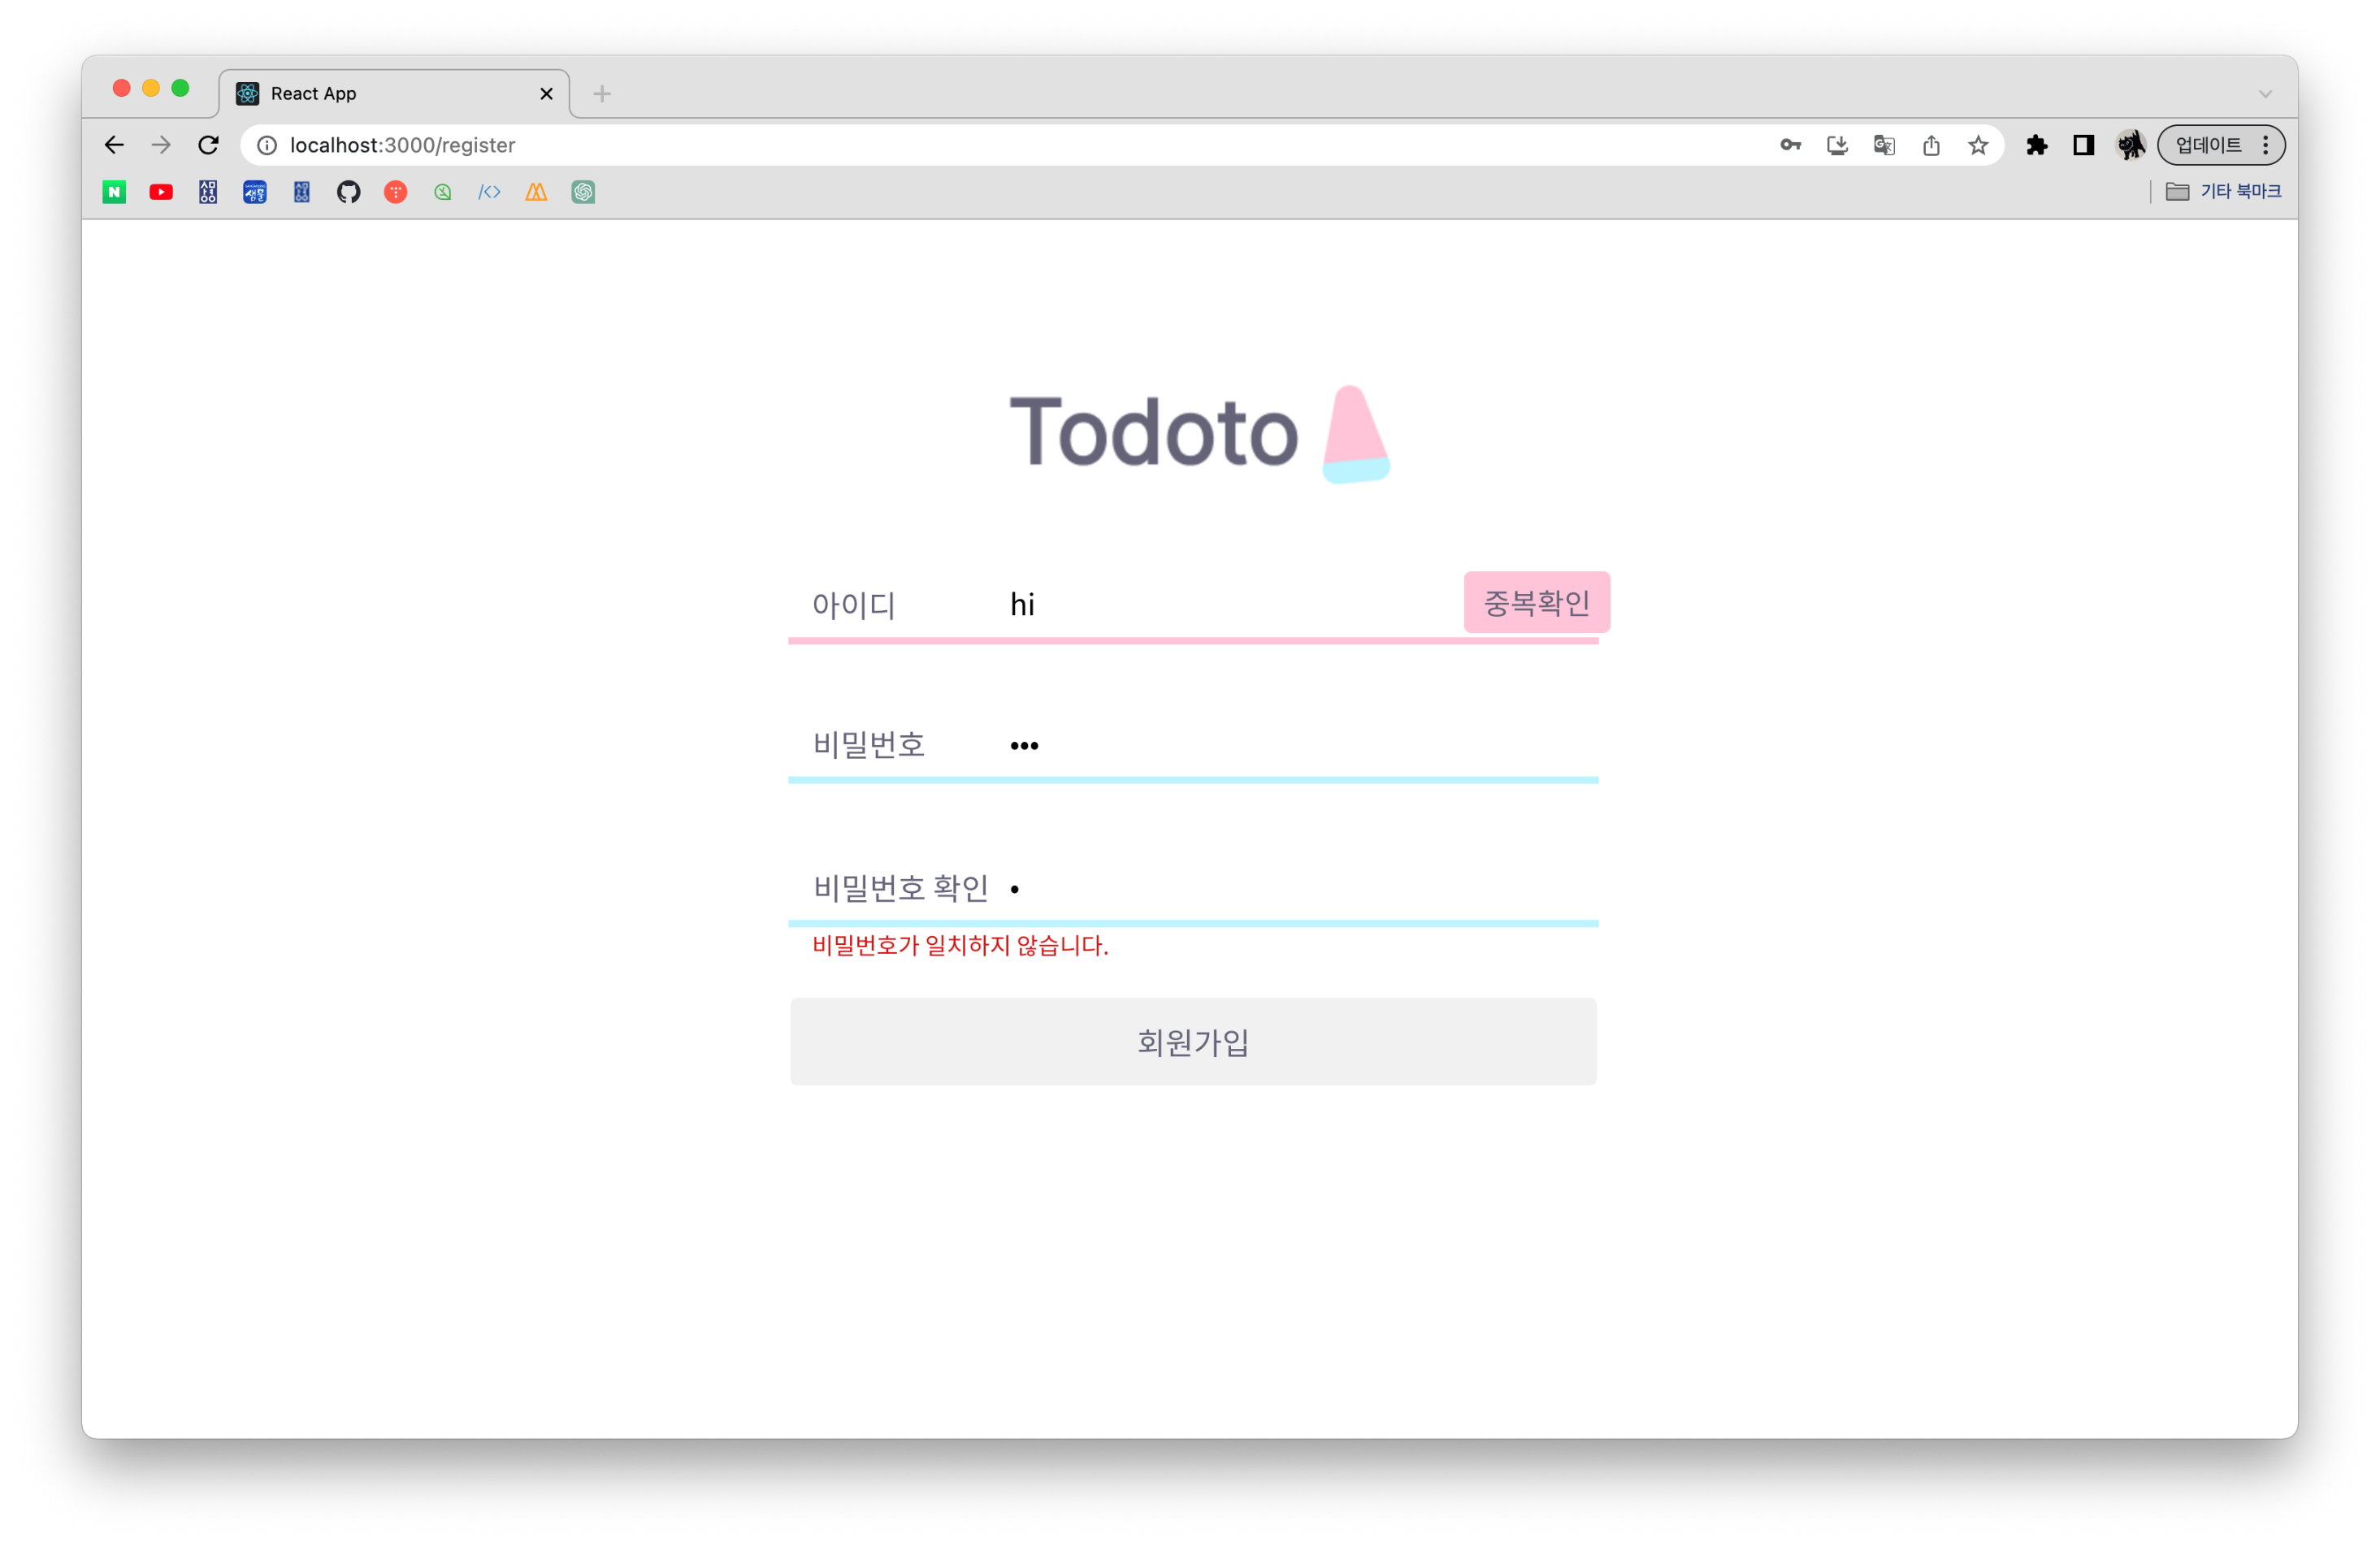 React App
localhost:3000/register
업데이트
기타 북마크
Todoto
아이디 hi 중복확인
비밀번호 •••
비밀번호 확인 •
비밀번호가 일치하지 않습니다.
회원가입